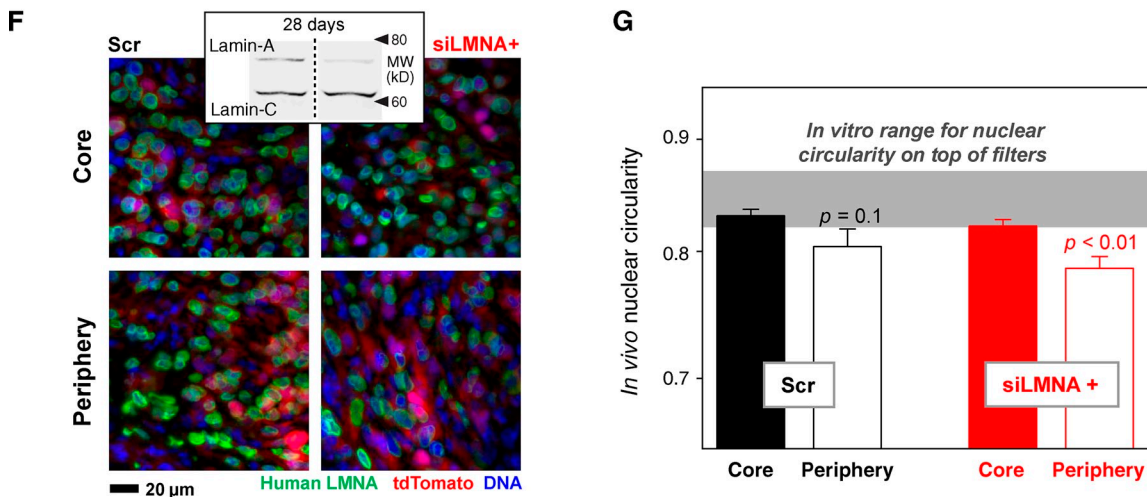 F
Scr
28 days
siLMNA+
Lamin-A
80
MW
(kD)
60
Lamin-C
Core
Periphery
20 µm
Human LMNA tdTomato DNA
G
In vivo nuclear circularity
0.9
0.8
0.7
In vitro range for nuclear
circularity on top of filters
p = 0.1
p < 0.01
Scr
siLMNA +
Core Periphery Core Periphery